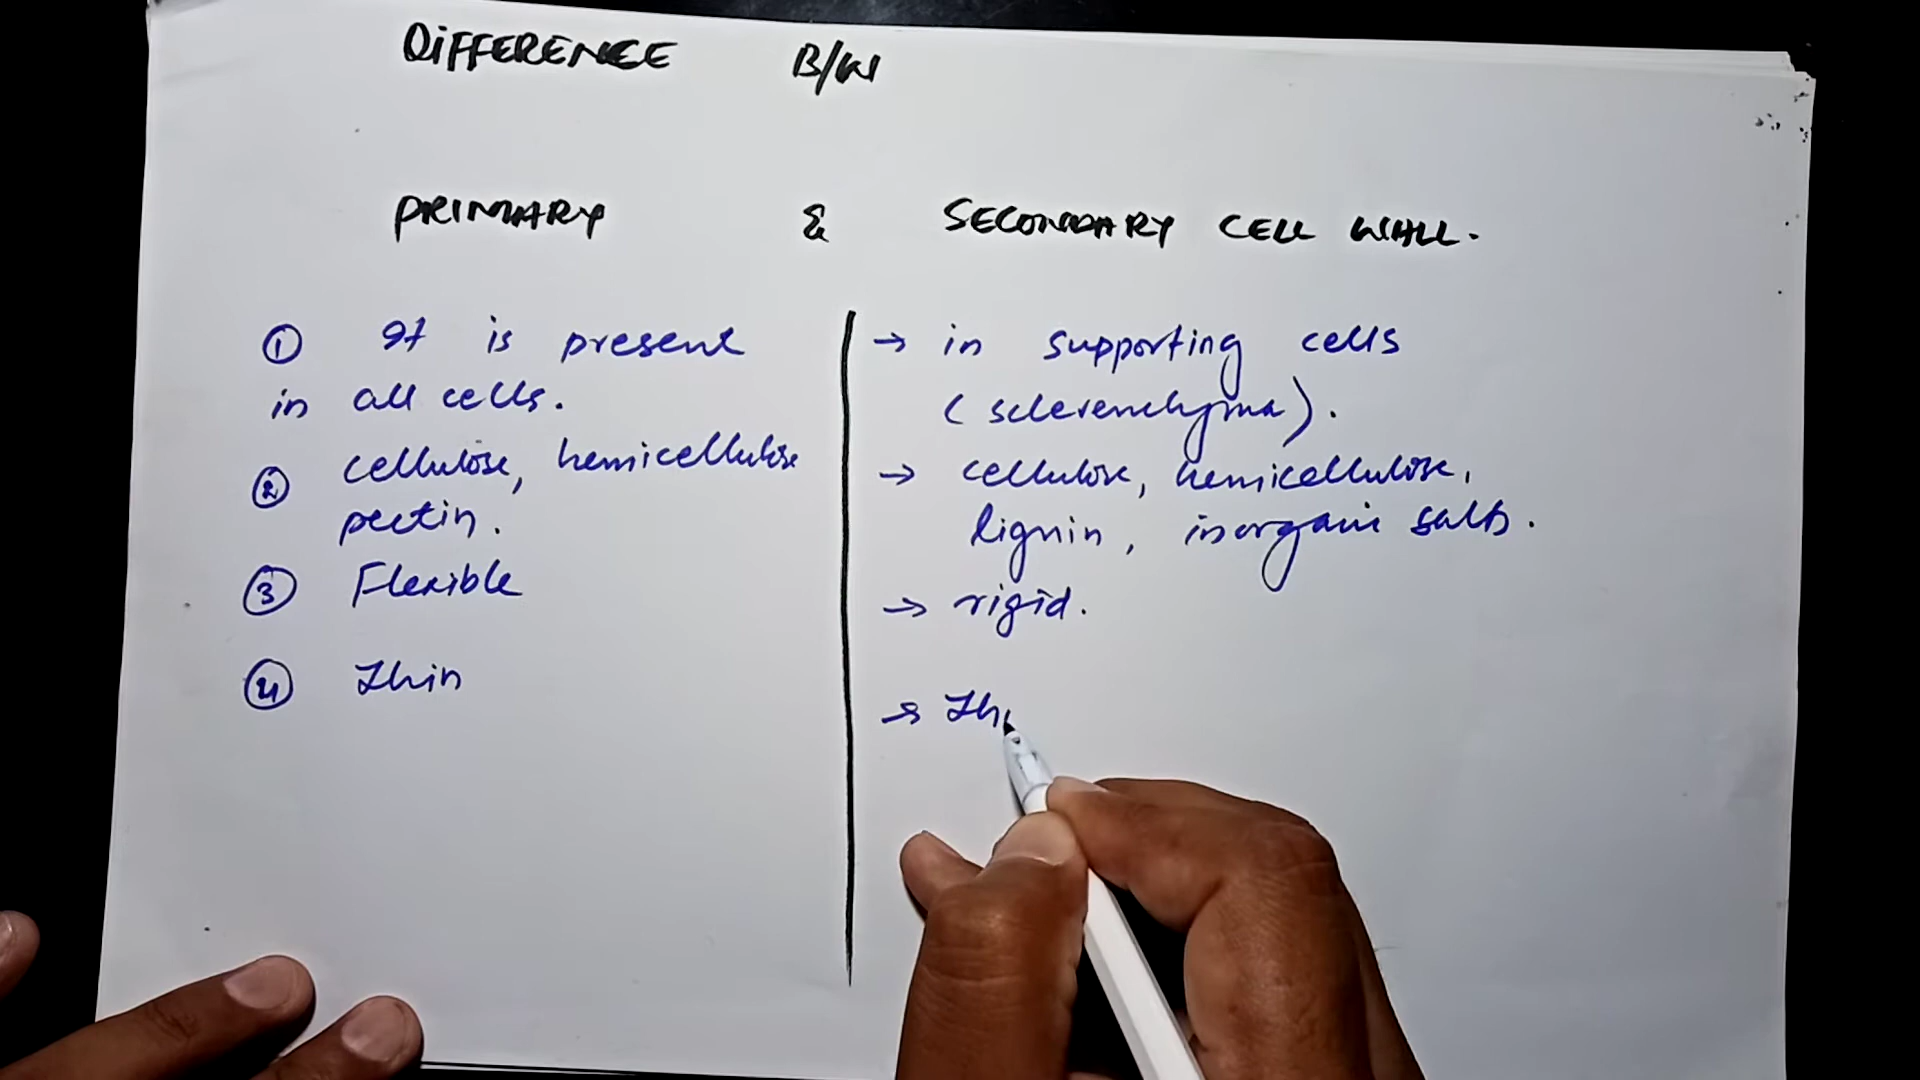 DIFFERENCE B/W
PRIMARY & SECONDARY CELL WALL.
① It is present
in all cells.
② cellulose, hemicellulose
pectin.
③ Flexible
④ Thin
→ in supporting cells
(sclerenchyma).
→ cellulose, hemicellulose,
lignin, inorganic salts.
→ rigid.
→ Thi